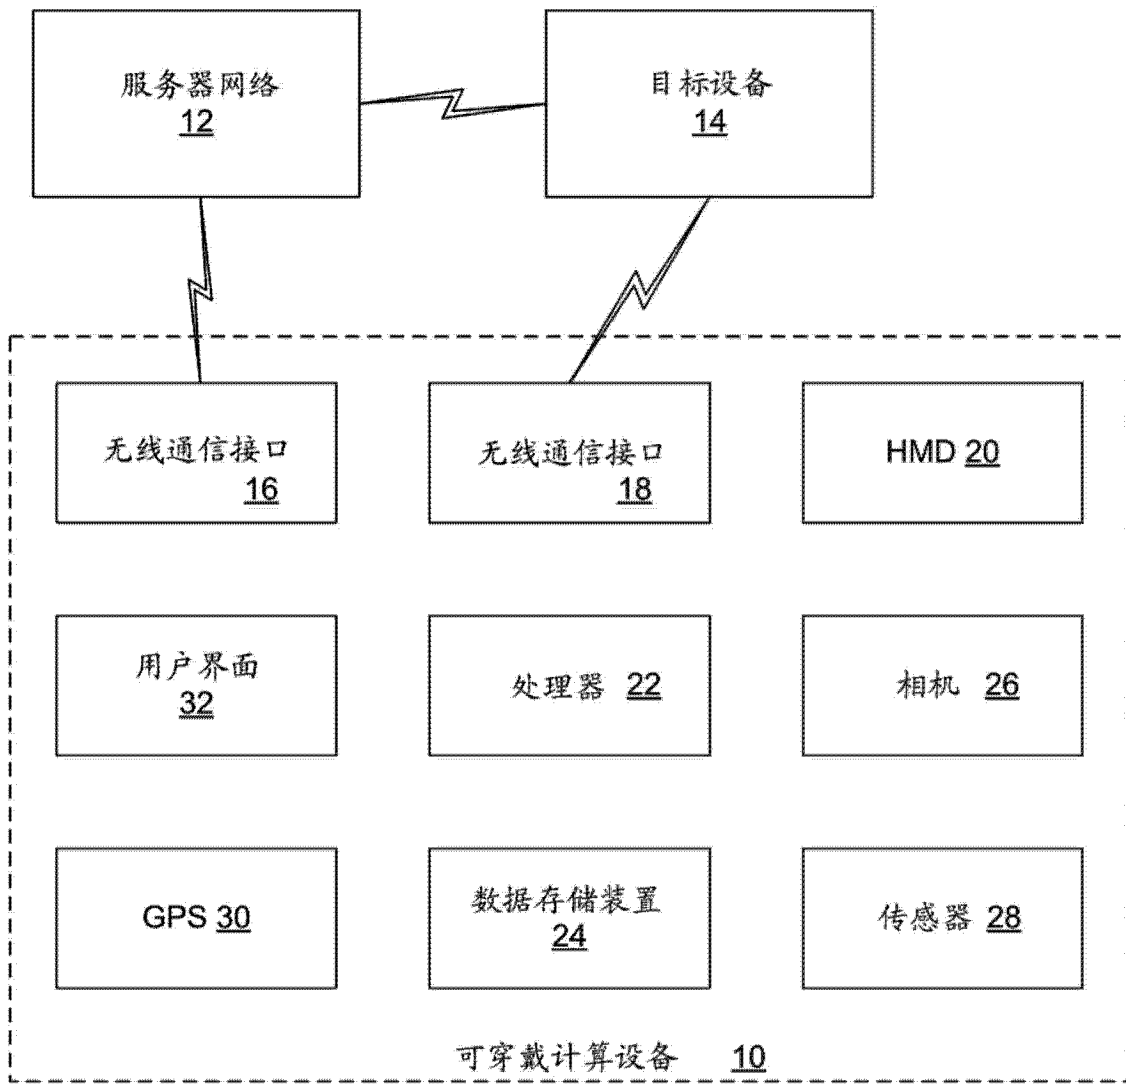 服务器网络
12
目标设备
14
无线通信接口
16
无线通信接口
18
HMD 20
用户界面
32
处理器 22
相机 26
GPS 30
数据存储装置
24
传感器 28
可穿戴计算设备 10